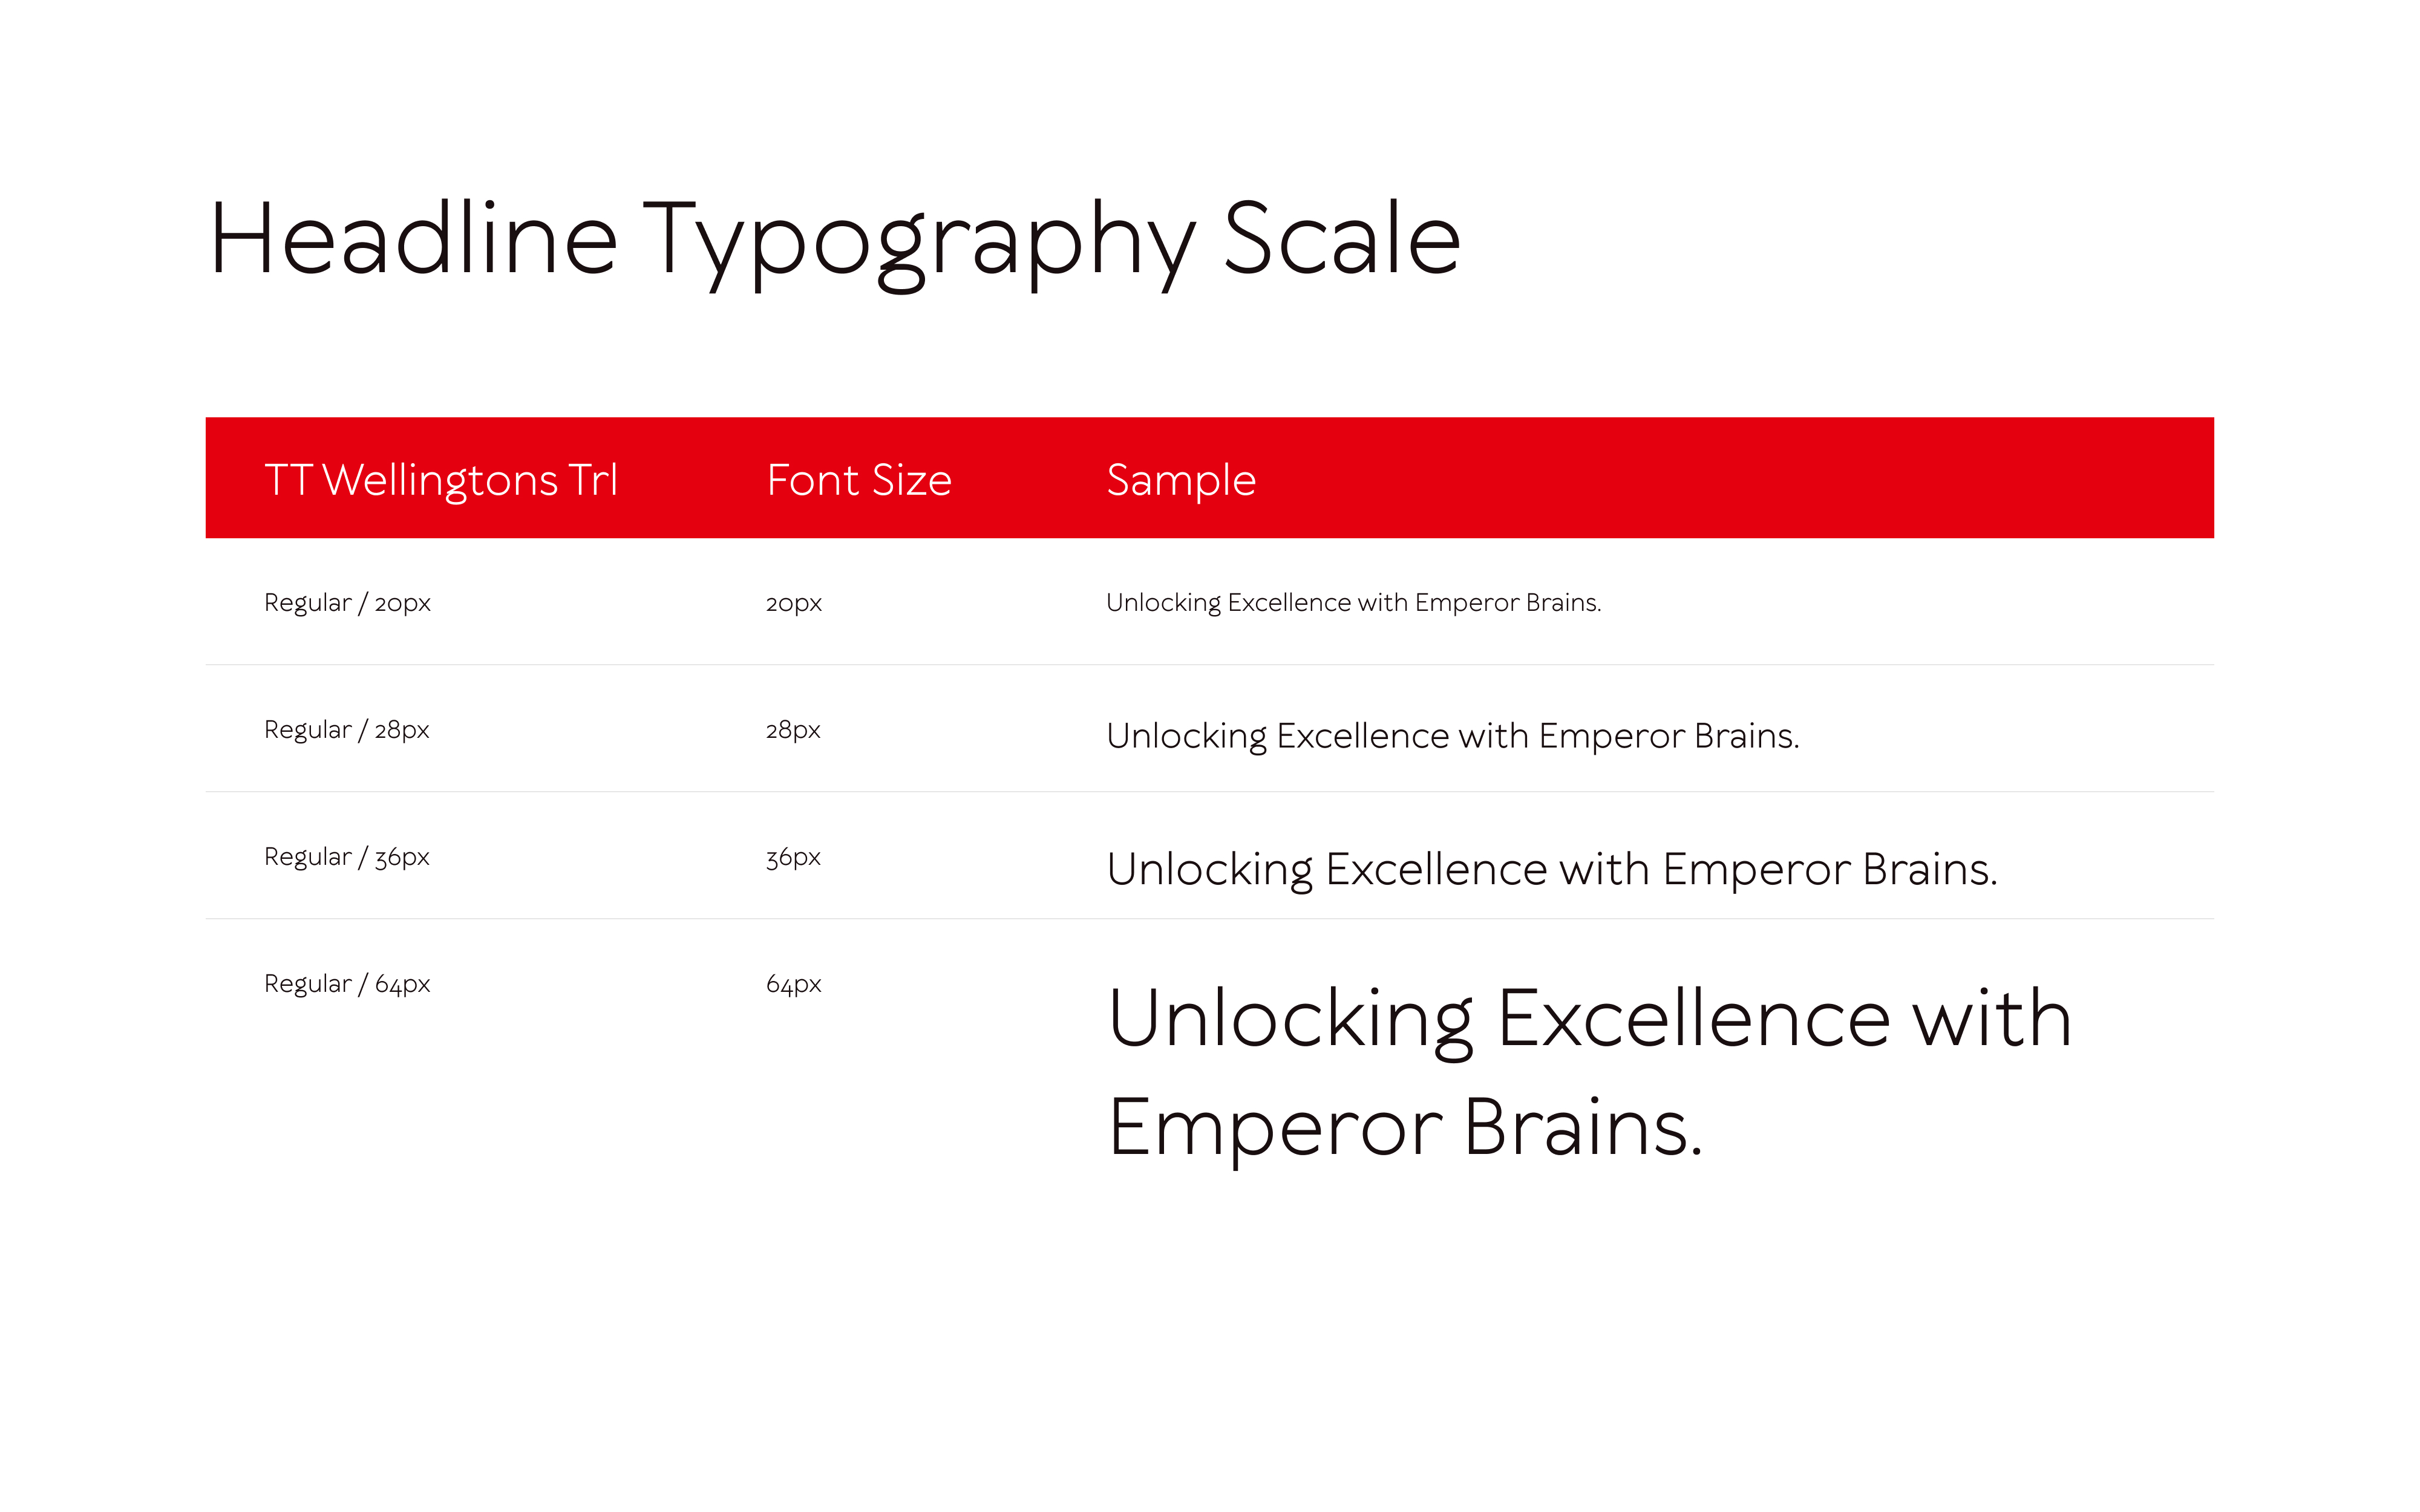 Headline Typography Scale
TT Wellingtons Trl Font Size Sample
Regular / 20px 20px Unlocking Excellence with Emperor Brains.
Regular / 28px 28px Unlocking Excellence with Emperor Brains.
Regular / 36px 36px Unlocking Excellence with Emperor Brains.
Regular / 64px 64px Unlocking Excellence with
Emperor Brains.